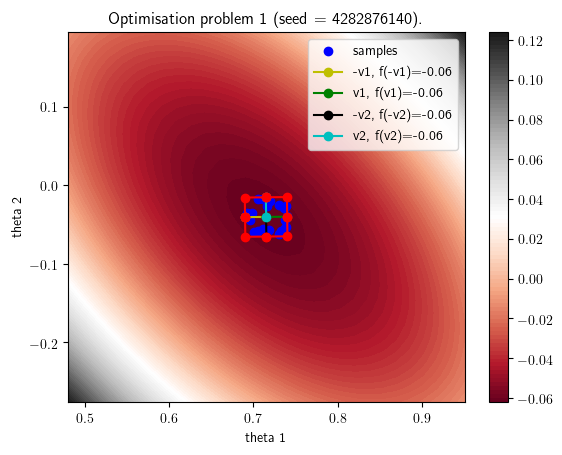 Optimisation problem 1 (seed = 4282876140).
samples
-v1, f(-v1)=-0.06
v1, f(v1)=-0.06
-v2, f(-v2)=-0.06
v2, f(v2)=-0.06
theta 2
0.1
0.0
−0.1
−0.2
0.5
0.6
0.7
0.8
0.9
theta 1
0.12
0.10
0.08
0.06
0.04
0.02
0.00
−0.02
−0.04
−0.06